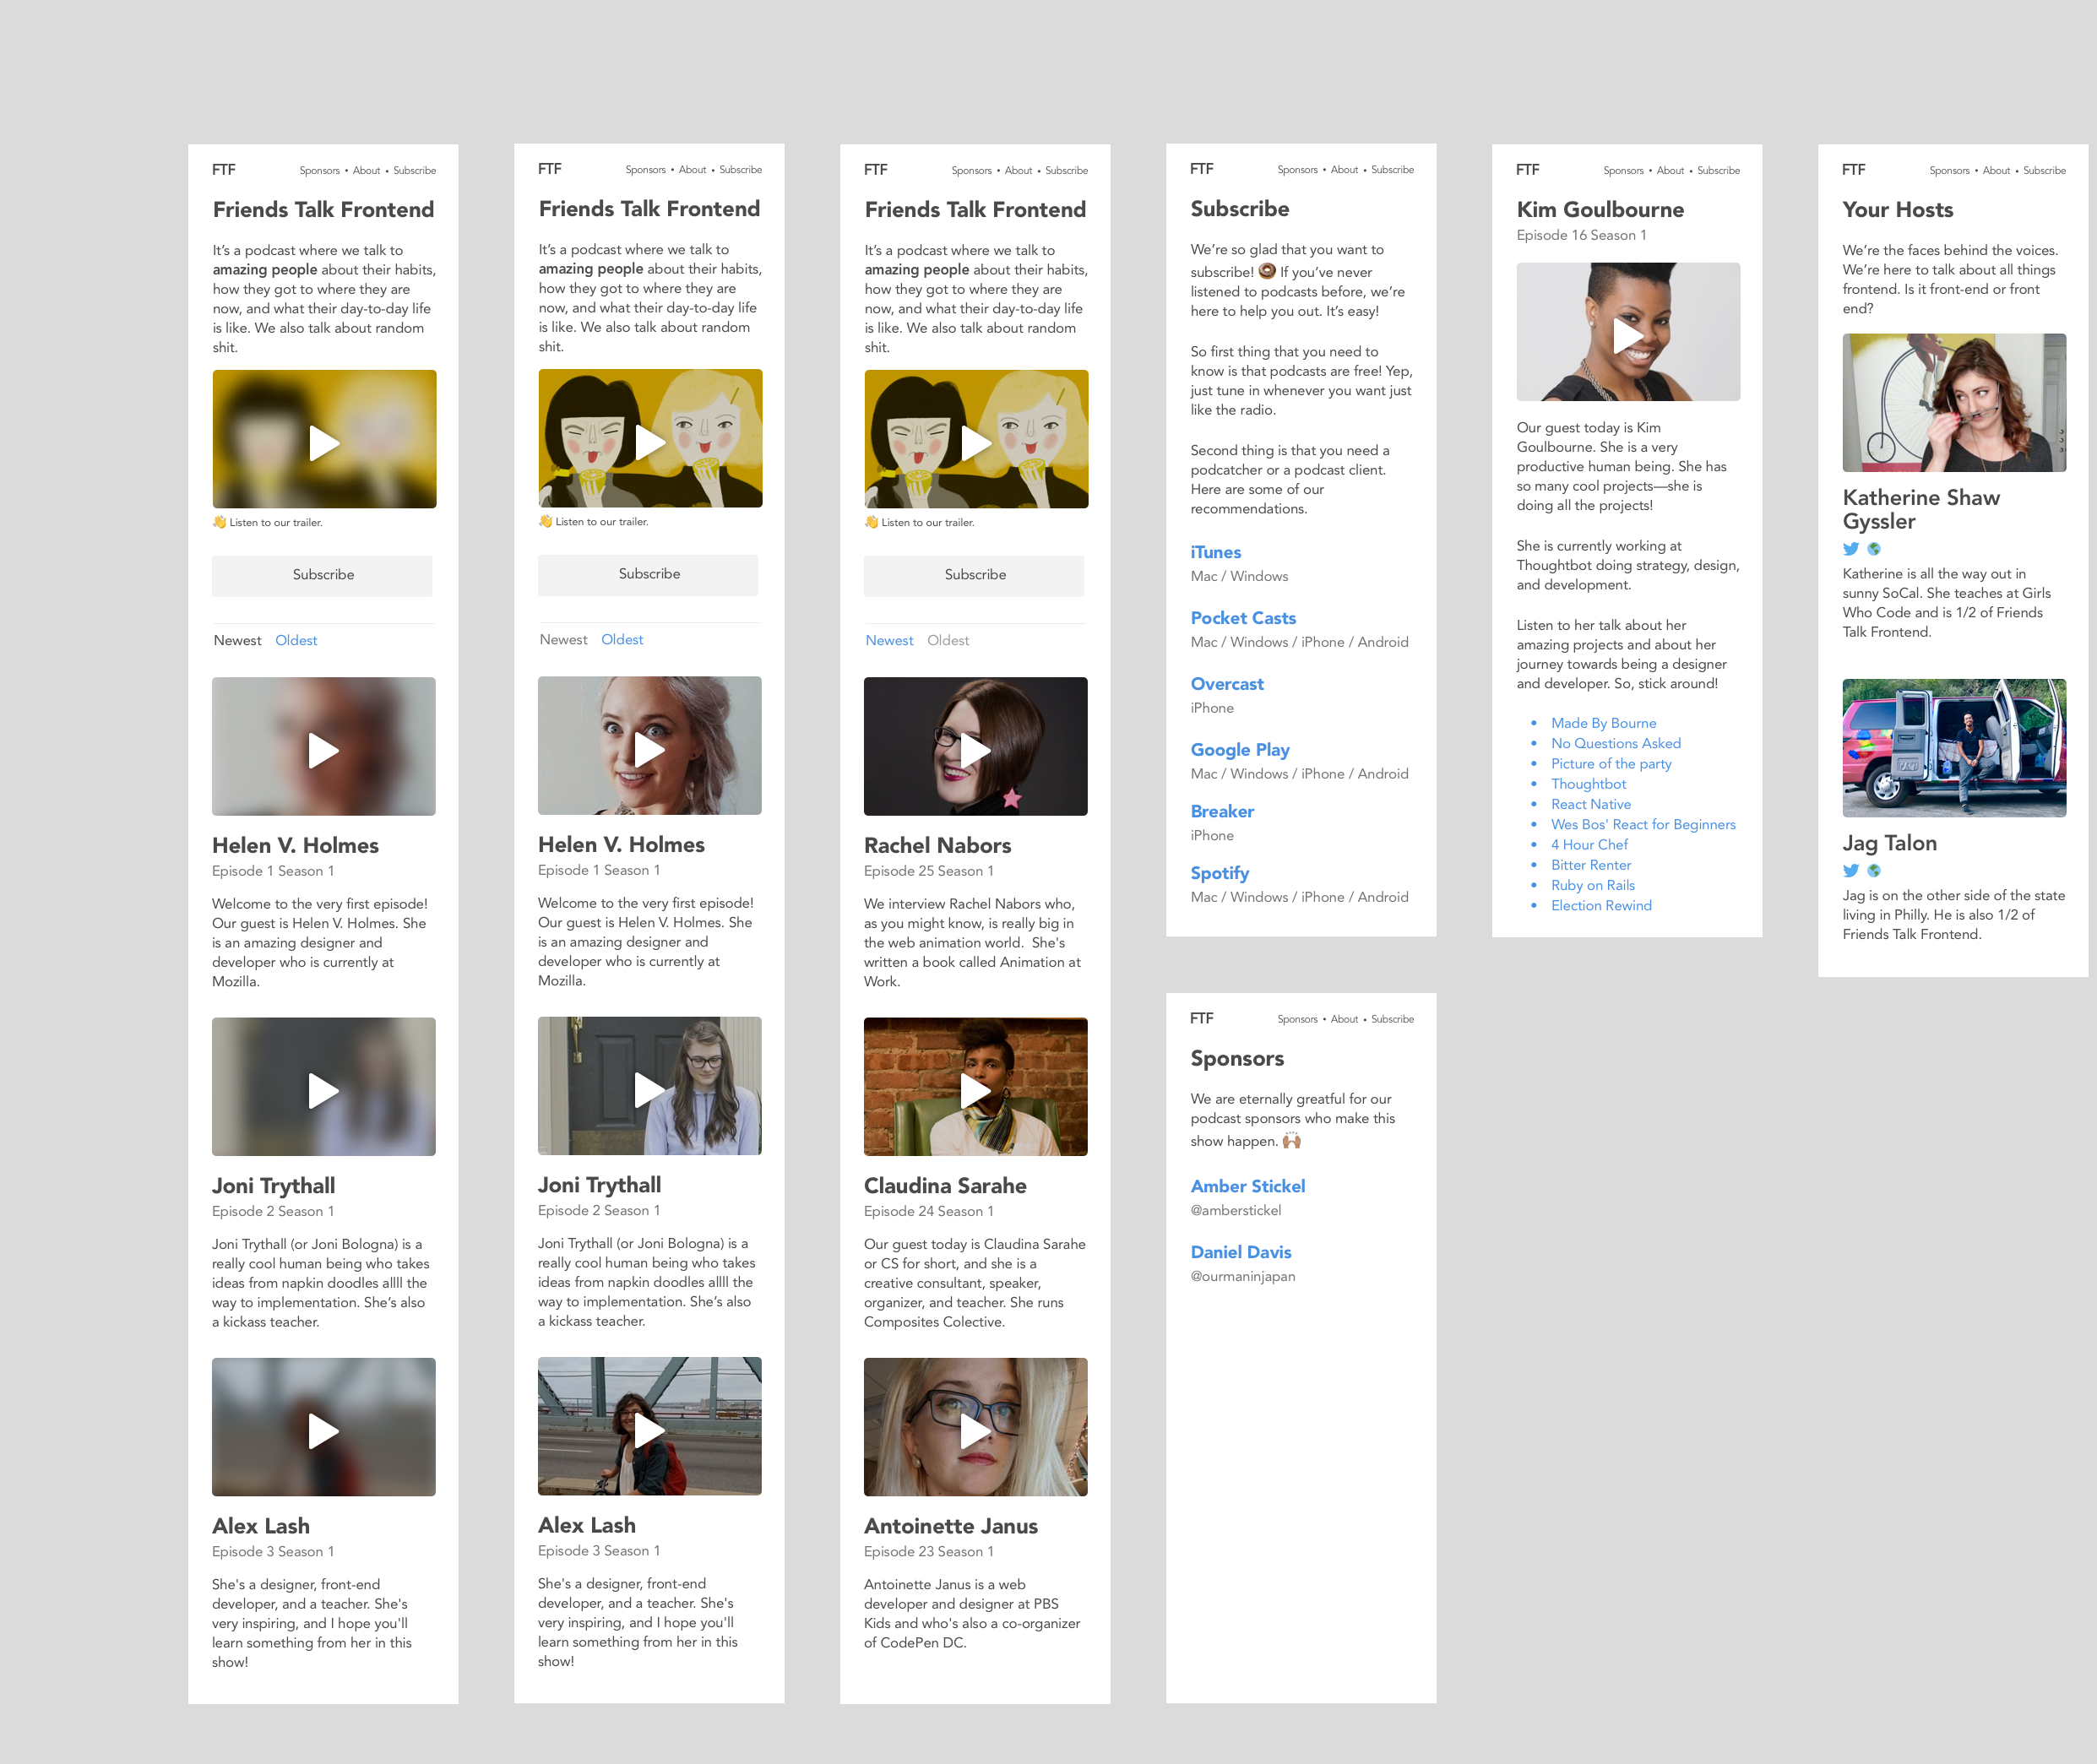 FTF
Sponsors • About • Subscribe
Friends Talk Frontend
It’s a podcast where we talk to
amazing people about their habits,
how they got to where they are
now, and what their day-to-day life
is like. We also talk about random
shit.
👋 Listen to our trailer.
Subscribe
Newest Oldest
Helen V. Holmes
Episode 1 Season 1
Welcome to the very first episode!
Our guest is Helen V. Holmes. She
is an amazing designer and
developer who is currently at
Mozilla.
Joni Trythall
Episode 2 Season 1
Joni Trythall (or Joni Bologna) is a
really cool human being who takes
ideas from napkin doodles allll the
way to implementation. She’s also
a kickass teacher.
Alex Lash
Episode 3 Season 1
She's a designer, front-end
developer, and a teacher. She's
very inspiring, and I hope you'll
learn something from her in this
show!
FTF
Sponsors • About • Subscribe
Friends Talk Frontend
It’s a podcast where we talk to
amazing people about their habits,
how they got to where they are
now, and what their day-to-day life
is like. We also talk about random
shit.
👋 Listen to our trailer.
Subscribe
Newest Oldest
Helen V. Holmes
Episode 1 Season 1
Welcome to the very first episode!
Our guest is Helen V. Holmes. She
is an amazing designer and
developer who is currently at
Mozilla.
Joni Trythall
Episode 2 Season 1
Joni Trythall (or Joni Bologna) is a
really cool human being who takes
ideas from napkin doodles allll the
way to implementation. She’s also
a kickass teacher.
Alex Lash
Episode 3 Season 1
She's a designer, front-end
developer, and a teacher. She's
very inspiring, and I hope you'll
learn something from her in this
show!
FTF
Sponsors • About • Subscribe
Friends Talk Frontend
It’s a podcast where we talk to
amazing people about their habits,
how they got to where they are
now, and what their day-to-day life
is like. We also talk about random
shit.
👋 Listen to our trailer.
Subscribe
Newest Oldest
Rachel Nabors
Episode 25 Season 1
We interview Rachel Nabors who,
as you might know, is really big in
the web animation world.  She's
written a book called Animation at
Work.
Claudina Sarahe
Episode 24 Season 1
Our guest today is Claudina Sarahe
or CS for short, and she is a
creative consultant, speaker,
organizer, and teacher. She runs
Composites Colective.
Antoinette Janus
Episode 23 Season 1
Antoinette Janus is a web
developer and designer at PBS
Kids and who's also a co-organizer
of CodePen DC.
FTF
Sponsors • About • Subscribe
Subscribe
We’re so glad that you want to
subscribe! 🍩 If you’ve never
listened to podcasts before, we’re
here to help you out. It’s easy!
So first thing that you need to
know is that podcasts are free! Yep,
just tune in whenever you want just
like the radio.
Second thing is that you need a
podcatcher or a podcast client.
Here are some of our
recommendations.
iTunes
Mac / Windows
Pocket Casts
Mac / Windows / iPhone / Android
Overcast
iPhone
Google Play
Mac / Windows / iPhone / Android
Breaker
iPhone
Spotify
Mac / Windows / iPhone / Android
FTF
Sponsors • About • Subscribe
Sponsors
We are eternally greatful for our
podcast sponsors who make this
show happen. 🙌🏽
Amber Stickel
@amberstickel
Daniel Davis
@ourmaninjapan
FTF
Sponsors • About • Subscribe
Kim Goulbourne
Episode 16 Season 1
Our guest today is Kim
Goulbourne. She is a very
productive human being. She has
so many cool projects—she is
doing all the projects!
She is currently working at
Thoughtbot doing strategy, design,
and development.
Listen to her talk about her
amazing projects and about her
journey towards being a designer
and developer. So, stick around!
• Made By Bourne
• No Questions Asked
• Picture of the party
• Thoughtbot
• React Native
• Wes Bos' React for Beginners
• 4 Hour Chef
• Bitter Renter
• Ruby on Rails
• Election Rewind
FTF
Sponsors • About • Subscribe
Your Hosts
We’re the faces behind the voices.
We’re here to talk about all things
frontend. Is it front-end or front
end?
Katherine Shaw
Gyssler
Katherine is all the way out in
sunny SoCal. She teaches at Girls
Who Code and is 1/2 of Friends
Talk Frontend.
Jag Talon
Jag is on the other side of the state
living in Philly. He is also 1/2 of
Friends Talk Frontend.